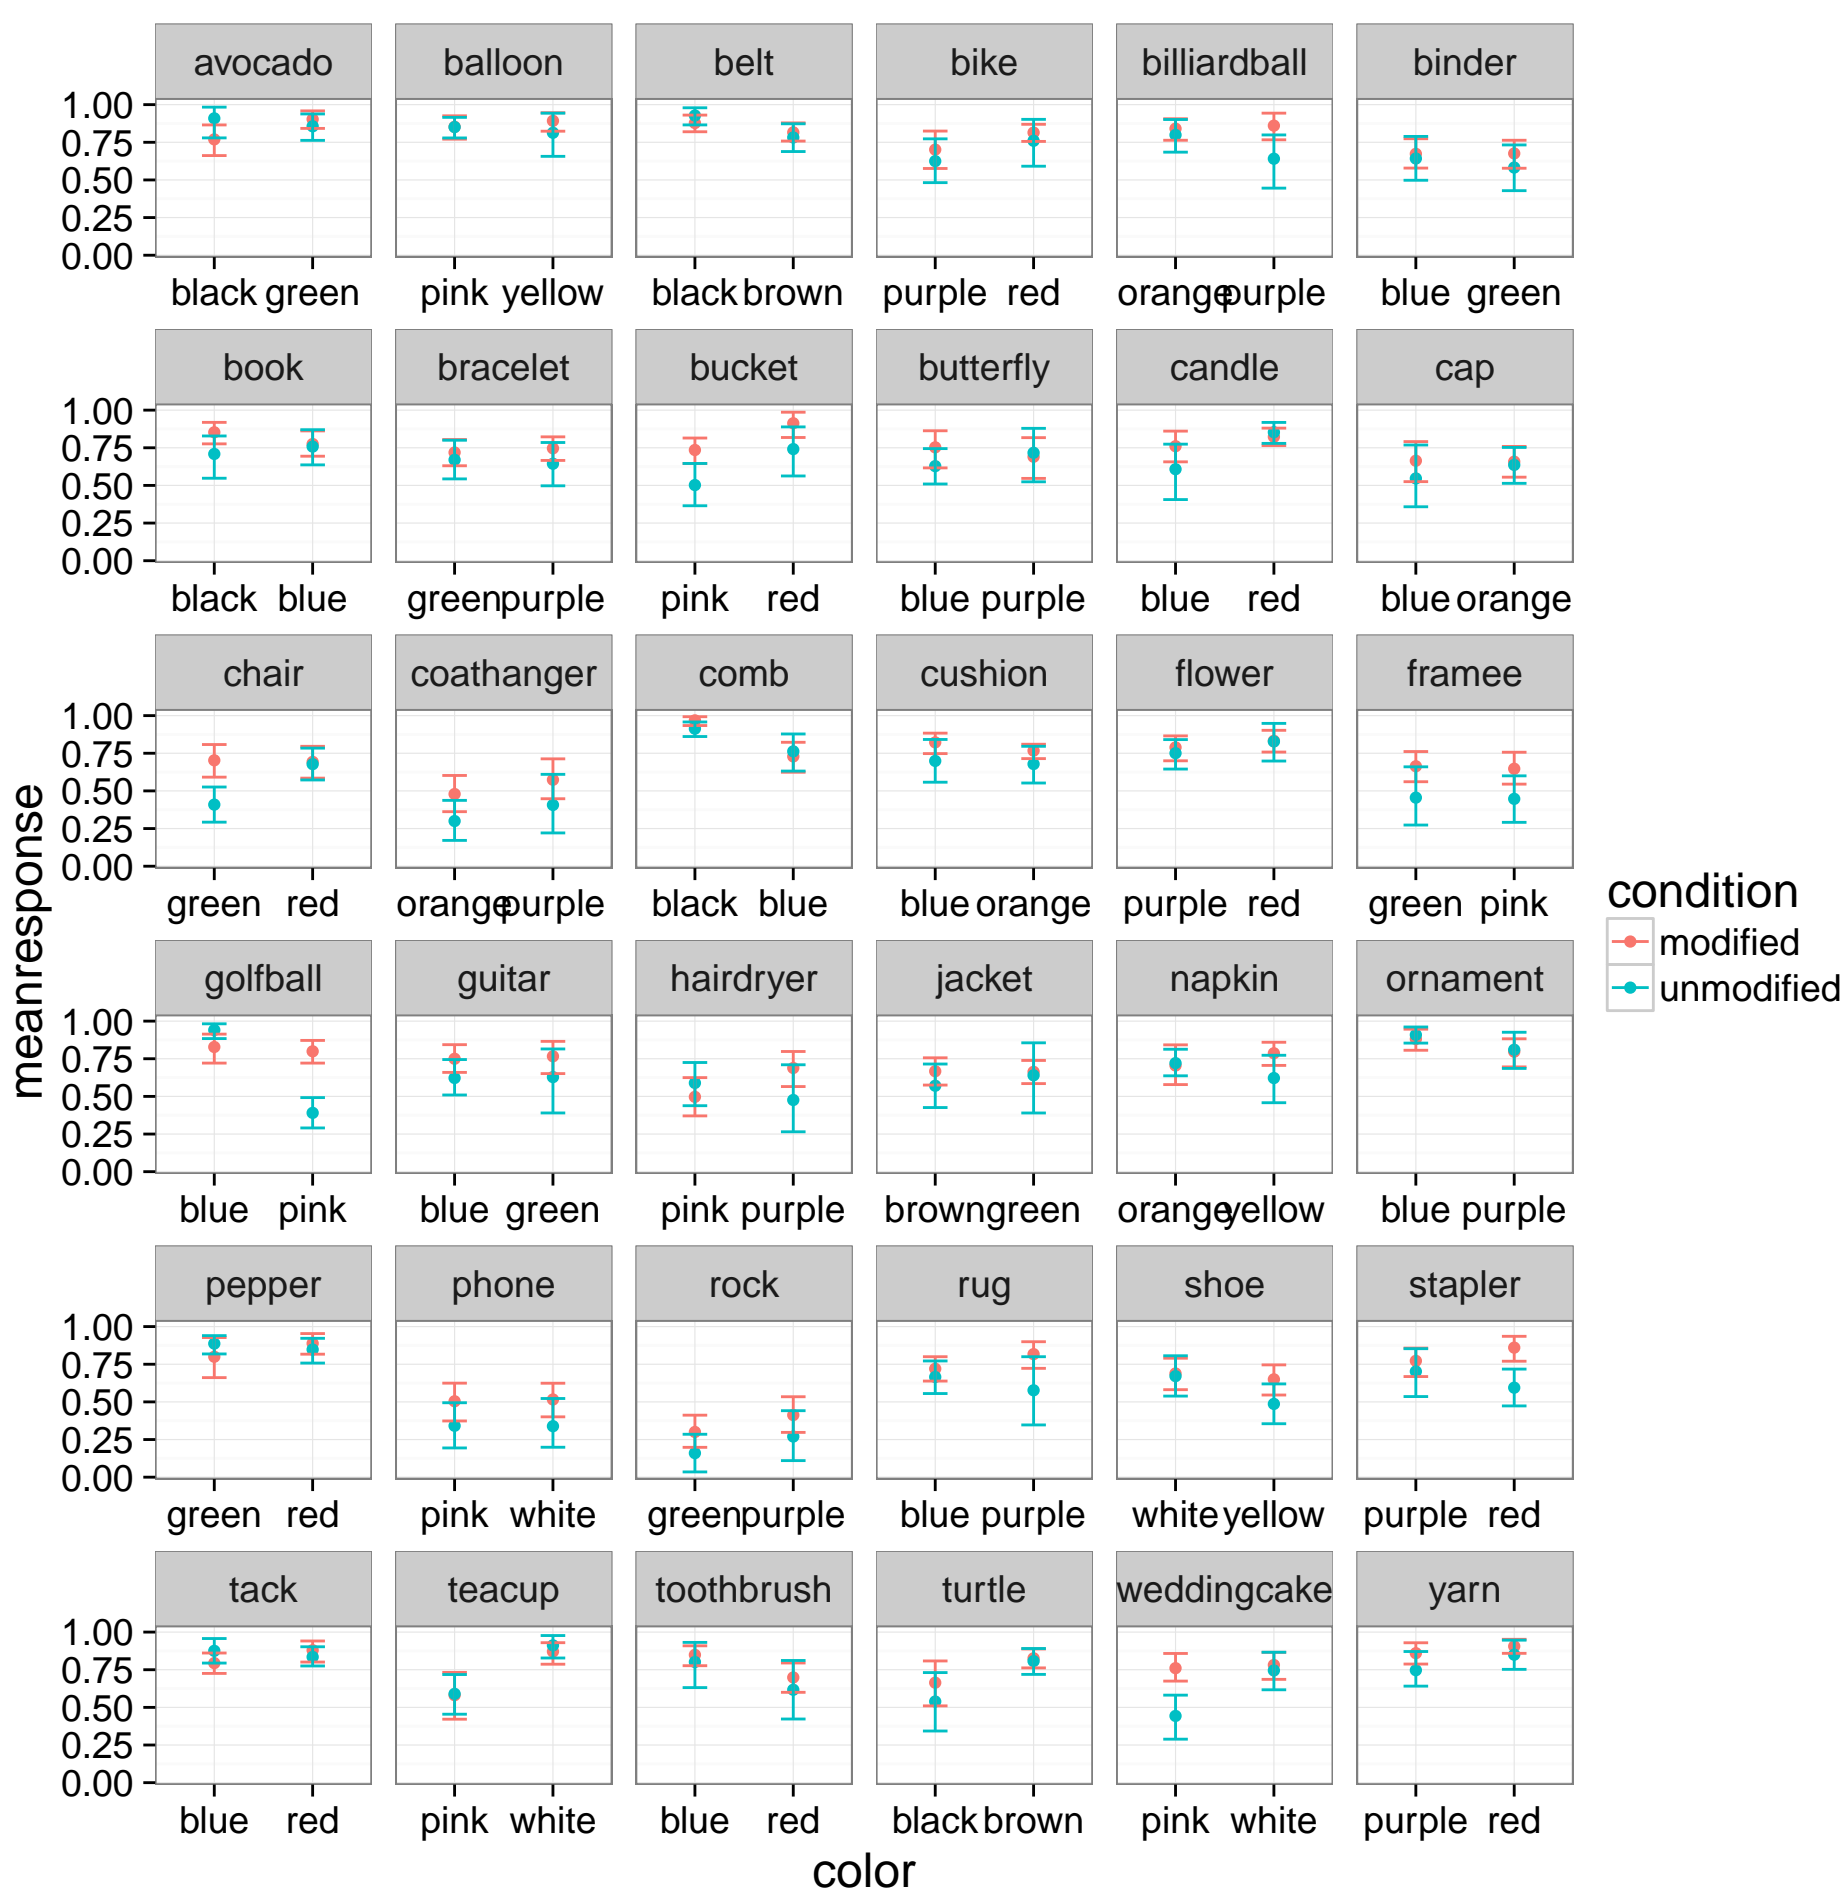 avocado balloon belt bike billiardball binder
1.00
0.75
0.50
0.25
0.00
black green pink yellow black brown purple red orange purple blue green
book bracelet bucket butterfly candle cap
1.00
0.75
0.50
0.25
0.00
black blue green purple pink red blue purple blue red blue orange
chair coathanger comb cushion flower framee
1.00
0.75
0.50
0.25
0.00
green red orange purple black blue blue orange purple red green pink
meanresponse
condition
modified
unmodified
golfball guitar hairdryer jacket napkin ornament
1.00
0.75
0.50
0.25
0.00
blue pink blue green pink purple brown green orange yellow blue purple
pepper phone rock rug shoe stapler
1.00
0.75
0.50
0.25
0.00
green red pink white green purple blue purple white yellow purple red
tack teacup toothbrush turtle weddingcake yarn
1.00
0.75
0.50
0.25
0.00
blue red pink white blue red black brown pink white purple red
color